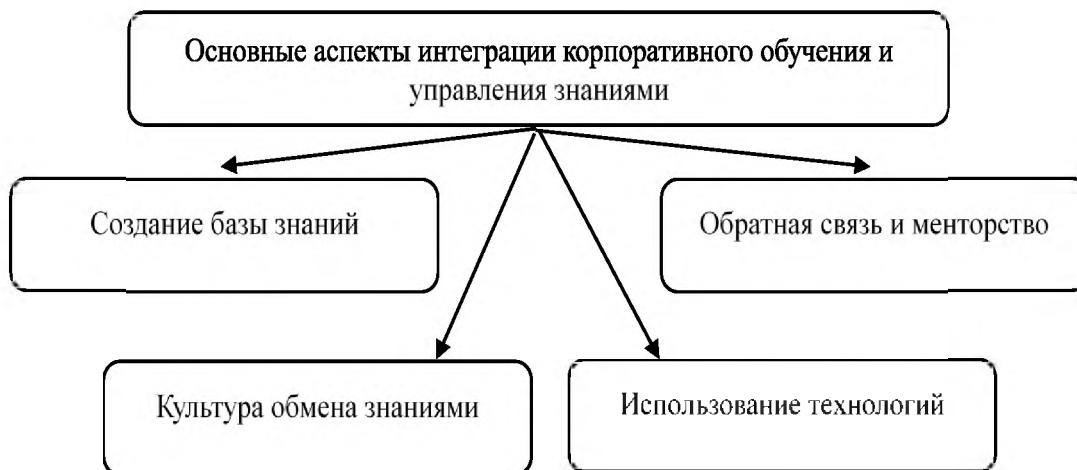 Основные аспекты интеграции корпоративного обучения и
управления знаниями
Создание базы знаний
Обратная связь и менторство
Культура обмена знаниями
Использование технологий